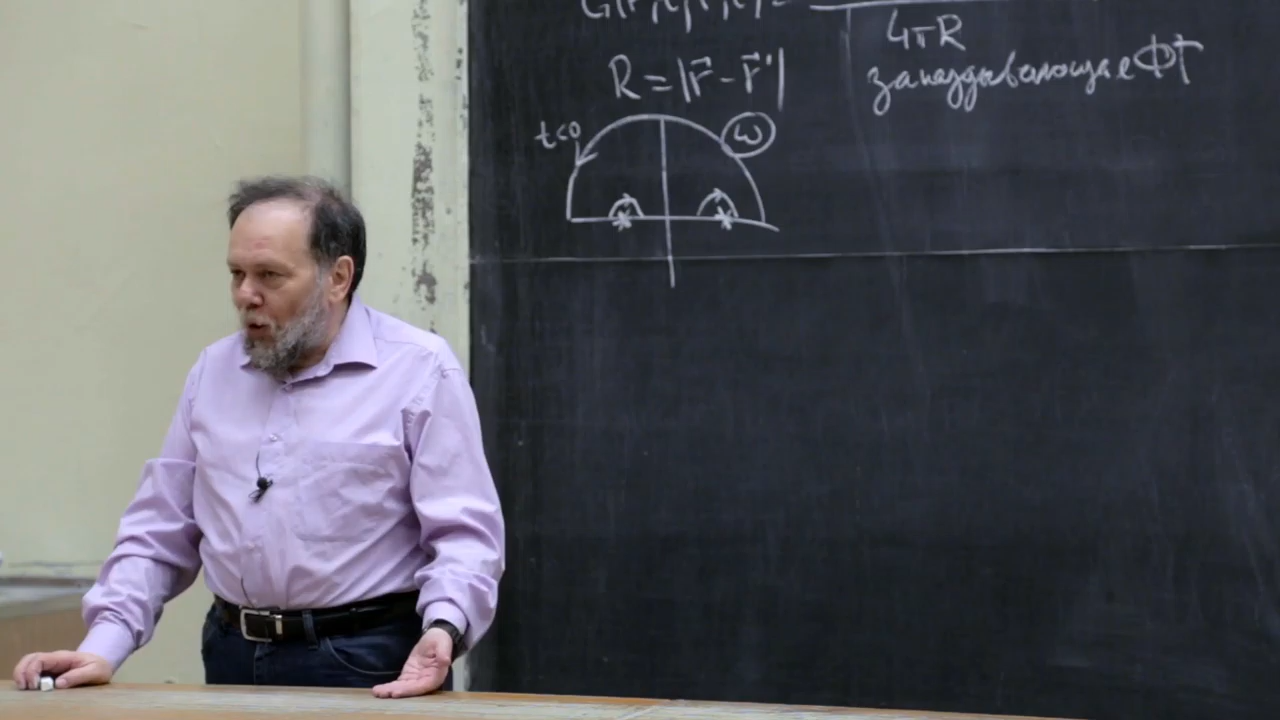 4πR
R = |r⃗ - r⃗'|
запаздывающая ФГ
t<0
ω